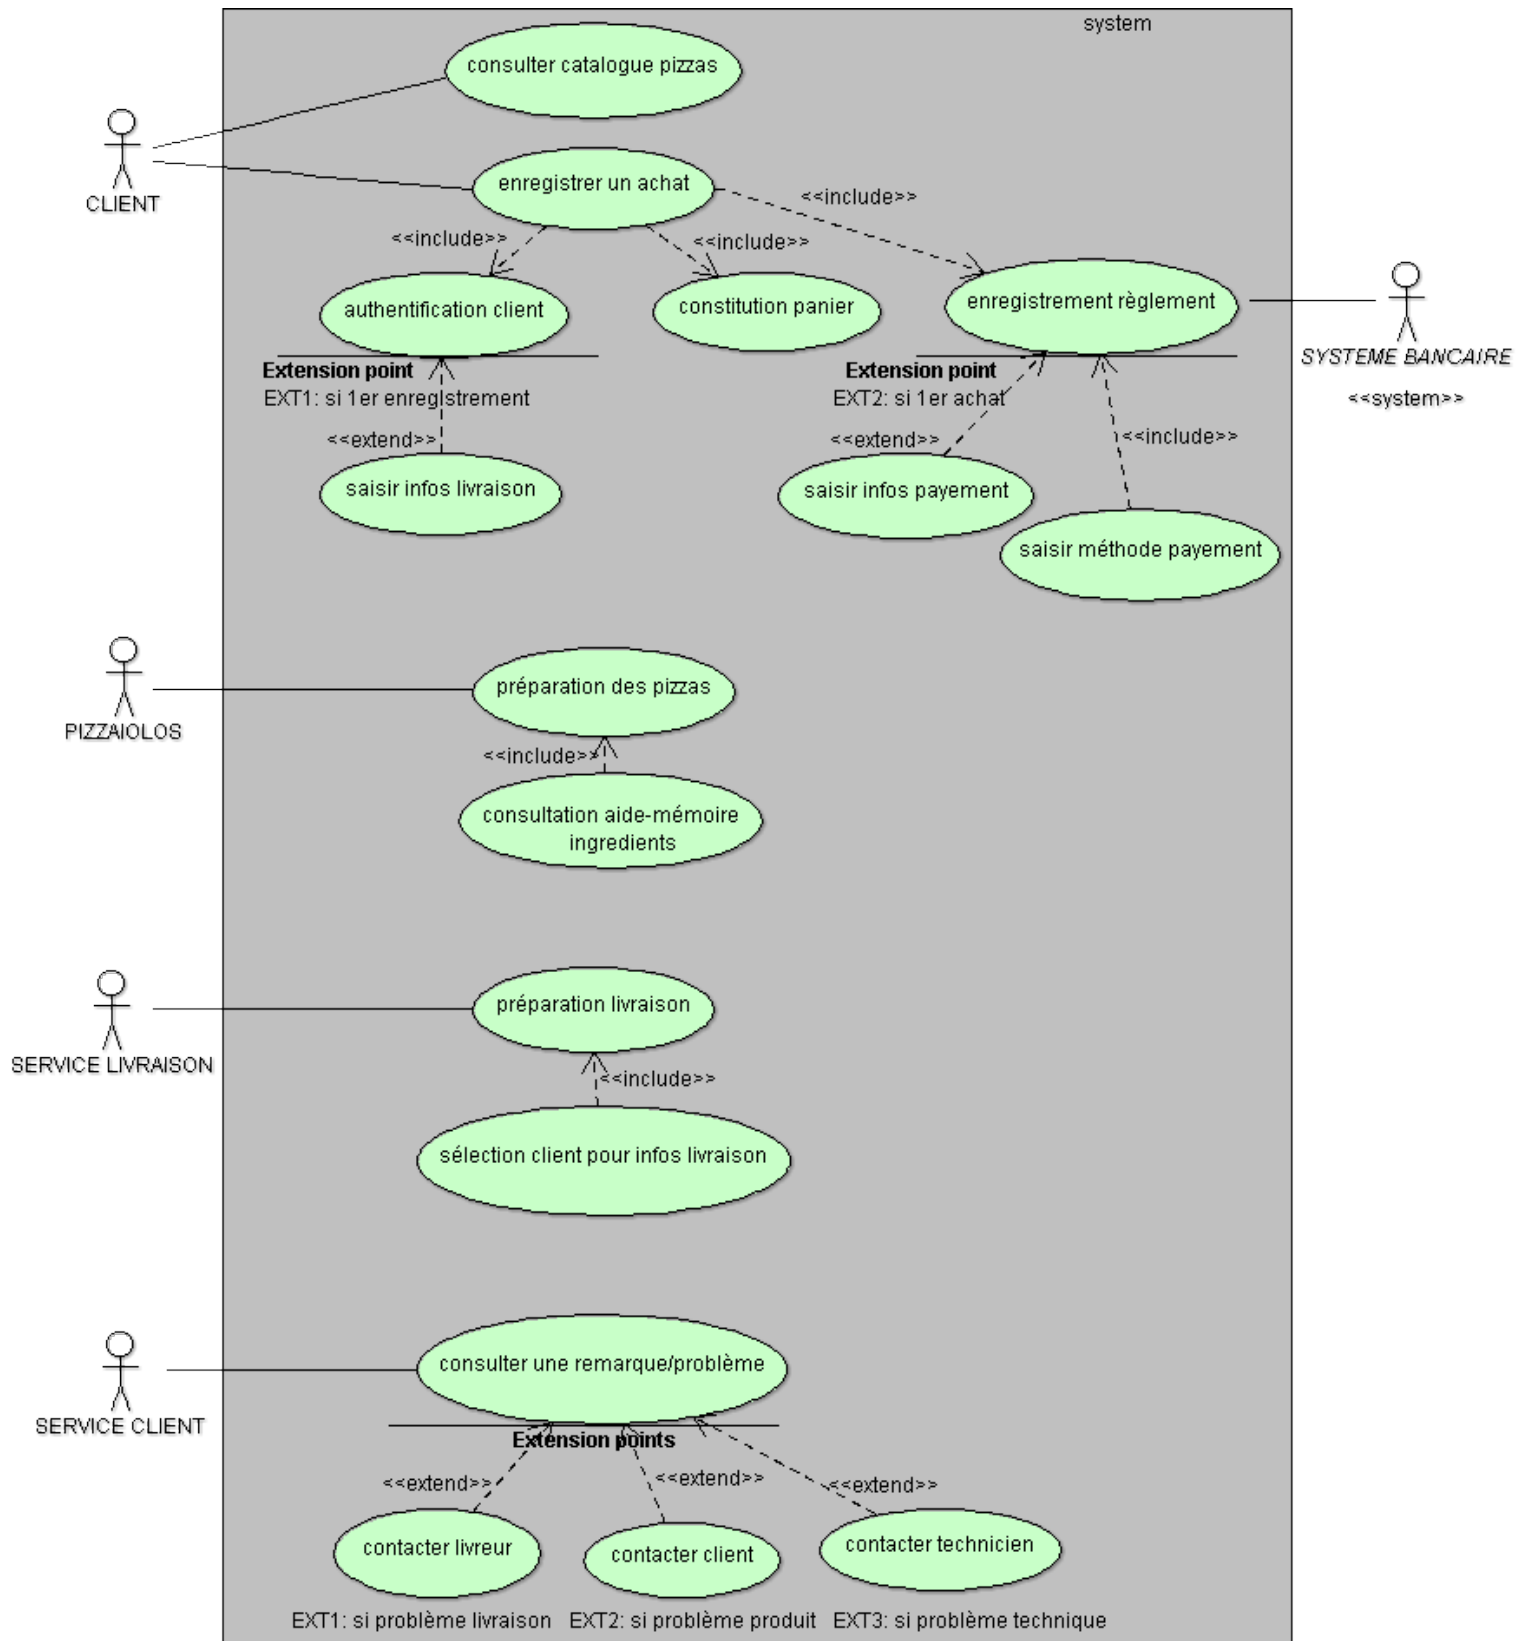 system
consulter catalogue pizzas
CLIENT
enregistrer un achat
<<include>>
<<include>>
<<include>>
authentification client
constitution panier
enregistrement règlement
SYSTEME BANCAIRE
<<system>>
Extension point
EXT1: si 1er enregistrement
Extension point
EXT2: si 1er achat
<<extend>>
<<extend>>
<<include>>
saisir infos livraison
saisir infos payement
saisir méthode payement
PIZZAIOLOS
préparation des pizzas
<<include>>
consultation aide-mémoire
ingredients
SERVICE LIVRAISON
préparation livraison
<<include>>
sélection client pour infos livraison
SERVICE CLIENT
consulter une remarque/problème
Extension points
<<extend>>
<<extend>>
<<extend>>
contacter livreur
contacter client
contacter technicien
EXT1: si problème livraison
EXT2: si problème produit
EXT3: si problème technique